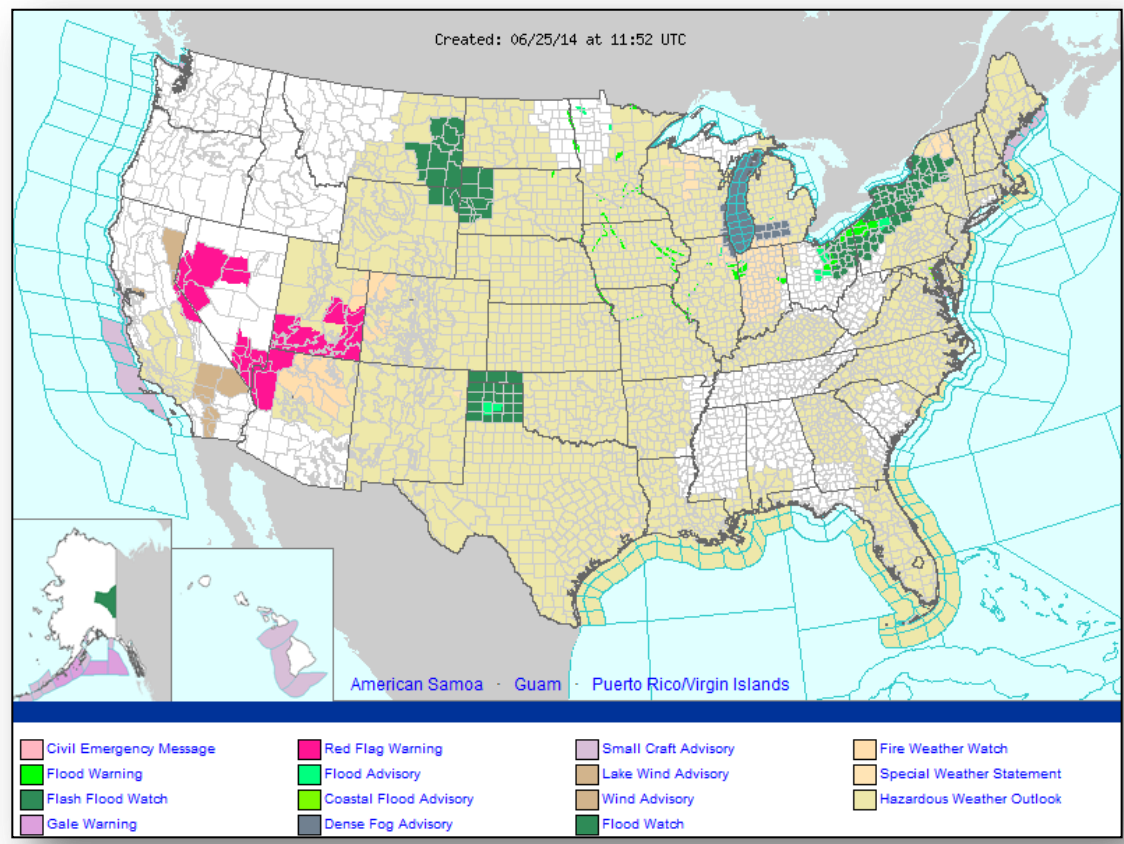 Created: 06/25/14 at 11:52 UTC
American Samoa - Guam - Puerto Rico/Virgin Islands
Civil Emergency Message Red Flag Warning Small Craft Advisory Fire Weather Watch
Flood Warning Flood Advisory Lake Wind Advisory Special Weather Statement
Flash Flood Watch Coastal Flood Advisory Wind Advisory Hazardous Weather Outlook
Gale Warning Dense Fog Advisory Flood Watch